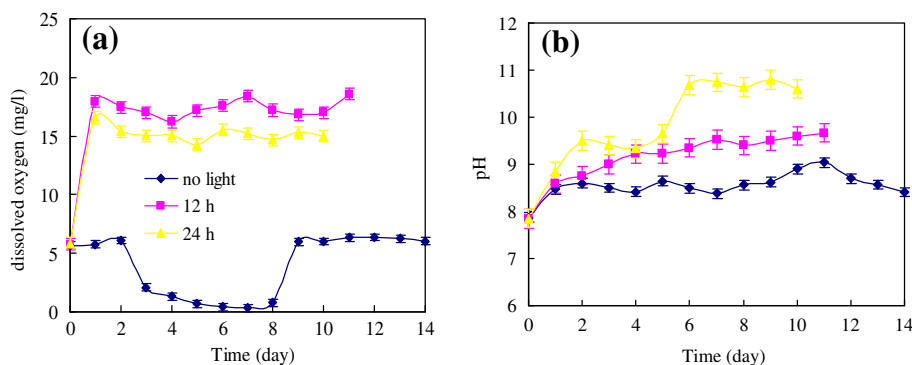 (a)
dissolved oxygen (mg/l)
25
20
15
10
5
0
no light
12 h
24 h
0 2 4 6 8 10 12 14
Time (day)
(b)
pH
12
11
10
9
8
7
6
0 2 4 6 8 10 12 14
Time (day)